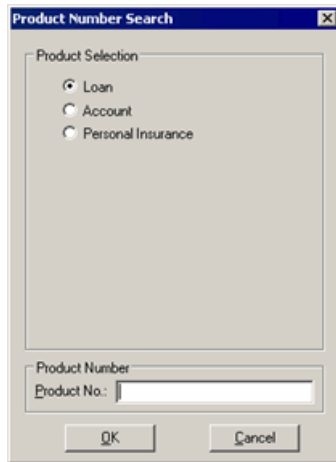 Product Number Search
Product Selection
Loan
Account
Personal Insurance
Product Number
Product No.:
OK Cancel